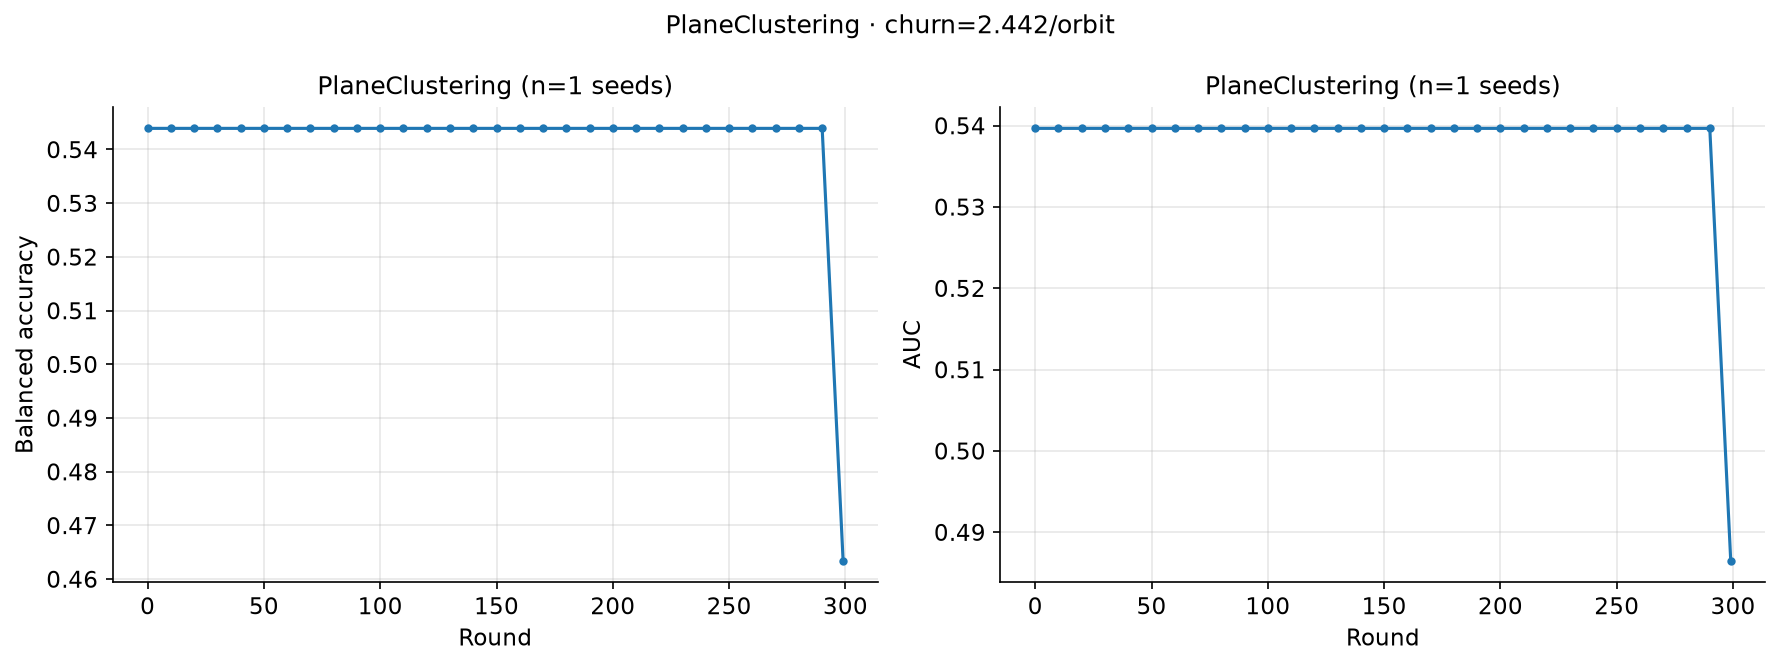 PlaneClustering · churn=2.442/orbit
PlaneClustering (n=1 seeds)
Balanced accuracy
0.54
0.53
0.52
0.51
0.50
0.49
0.48
0.47
0.46
0 50 100 150 200 250 300
Round
PlaneClustering (n=1 seeds)
AUC
0.54
0.53
0.52
0.51
0.50
0.49
0 50 100 150 200 250 300
Round